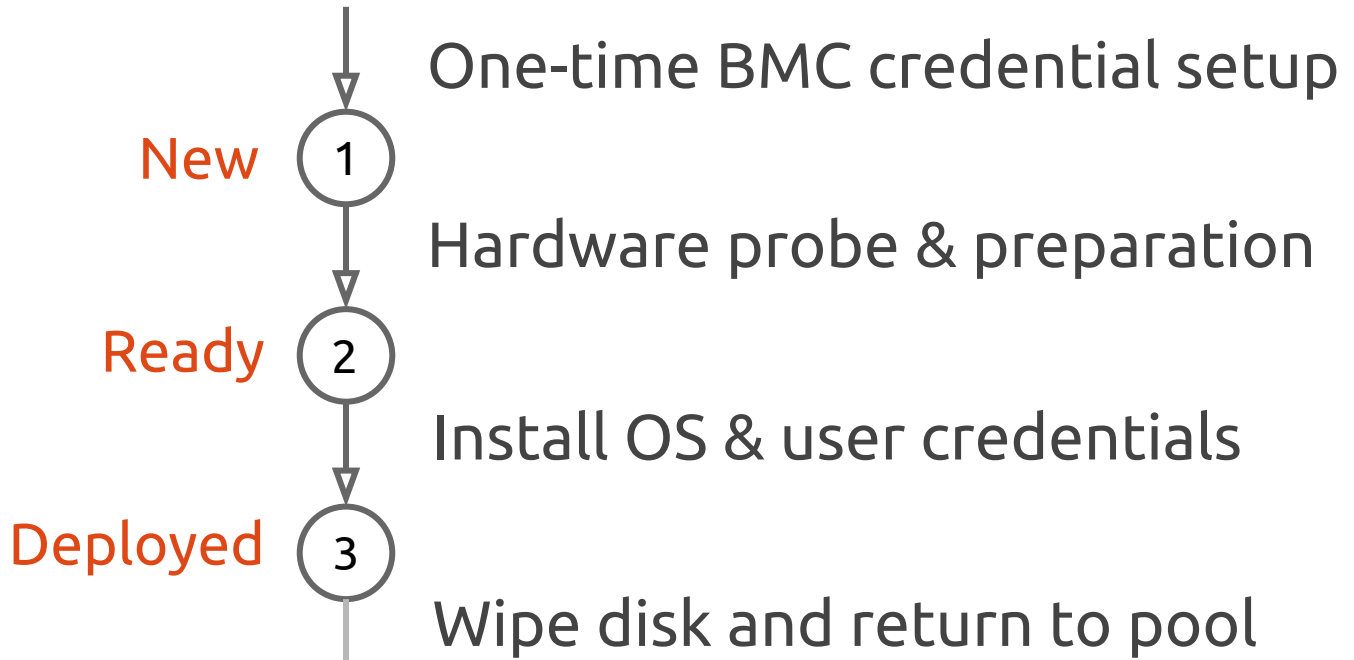 One-time BMC credential setup
New
1
Hardware probe & preparation
Ready
2
Install OS & user credentials
Deployed
3
Wipe disk and return to pool